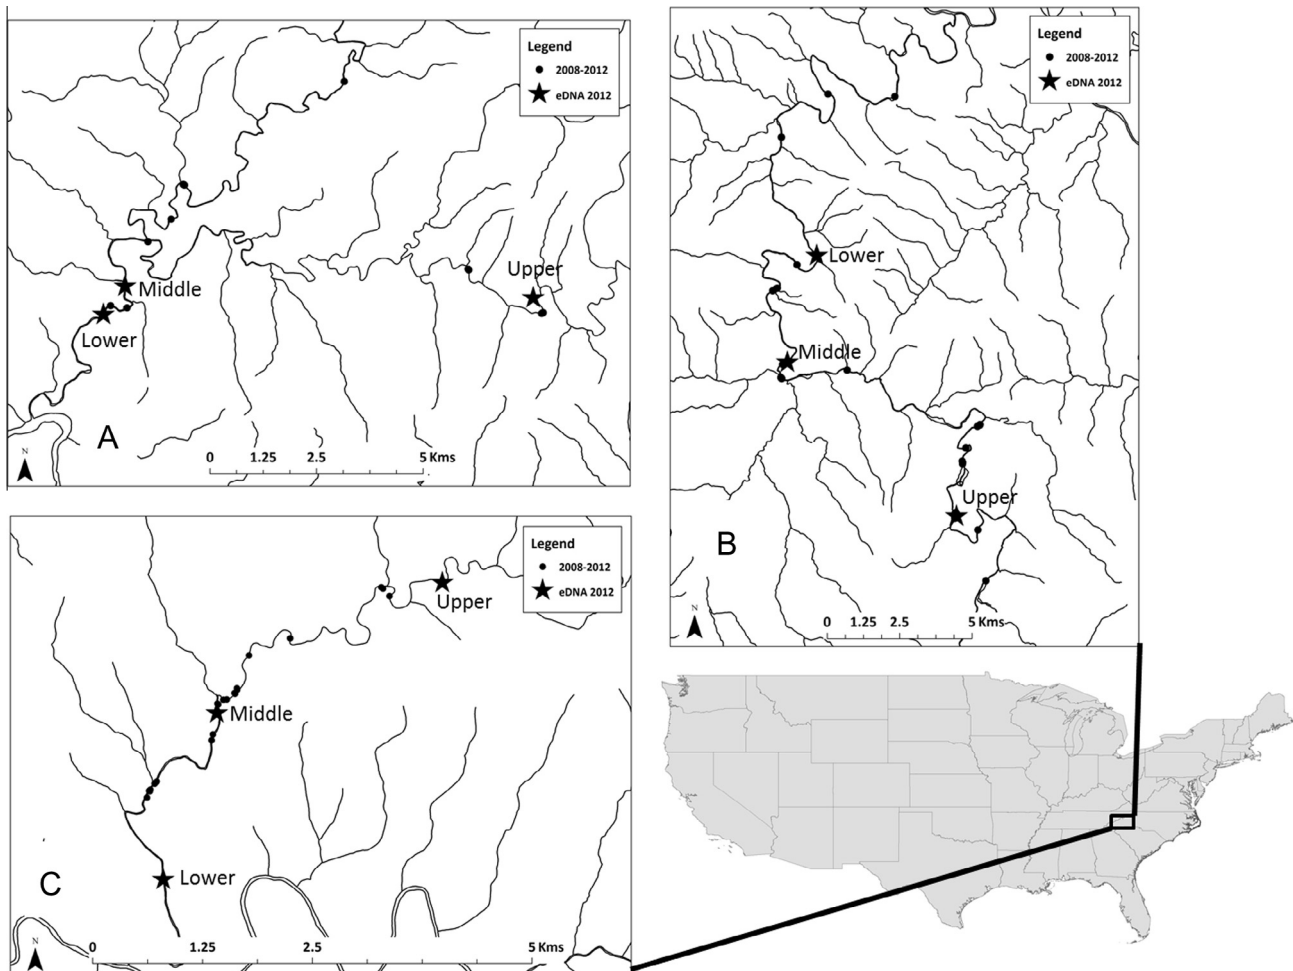 Legend
2008-2012
eDNA 2012
Upper
Middle
Lower
A
N
0 1.25 2.5 5 Kms
Legend
2008-2012
eDNA 2012
Lower
Middle
Upper
B
N
0 1.25 2.5 5 Kms
Legend
2008-2012
eDNA 2012
Upper
Middle
Lower
C
N
0 1.25 2.5 5 Kms